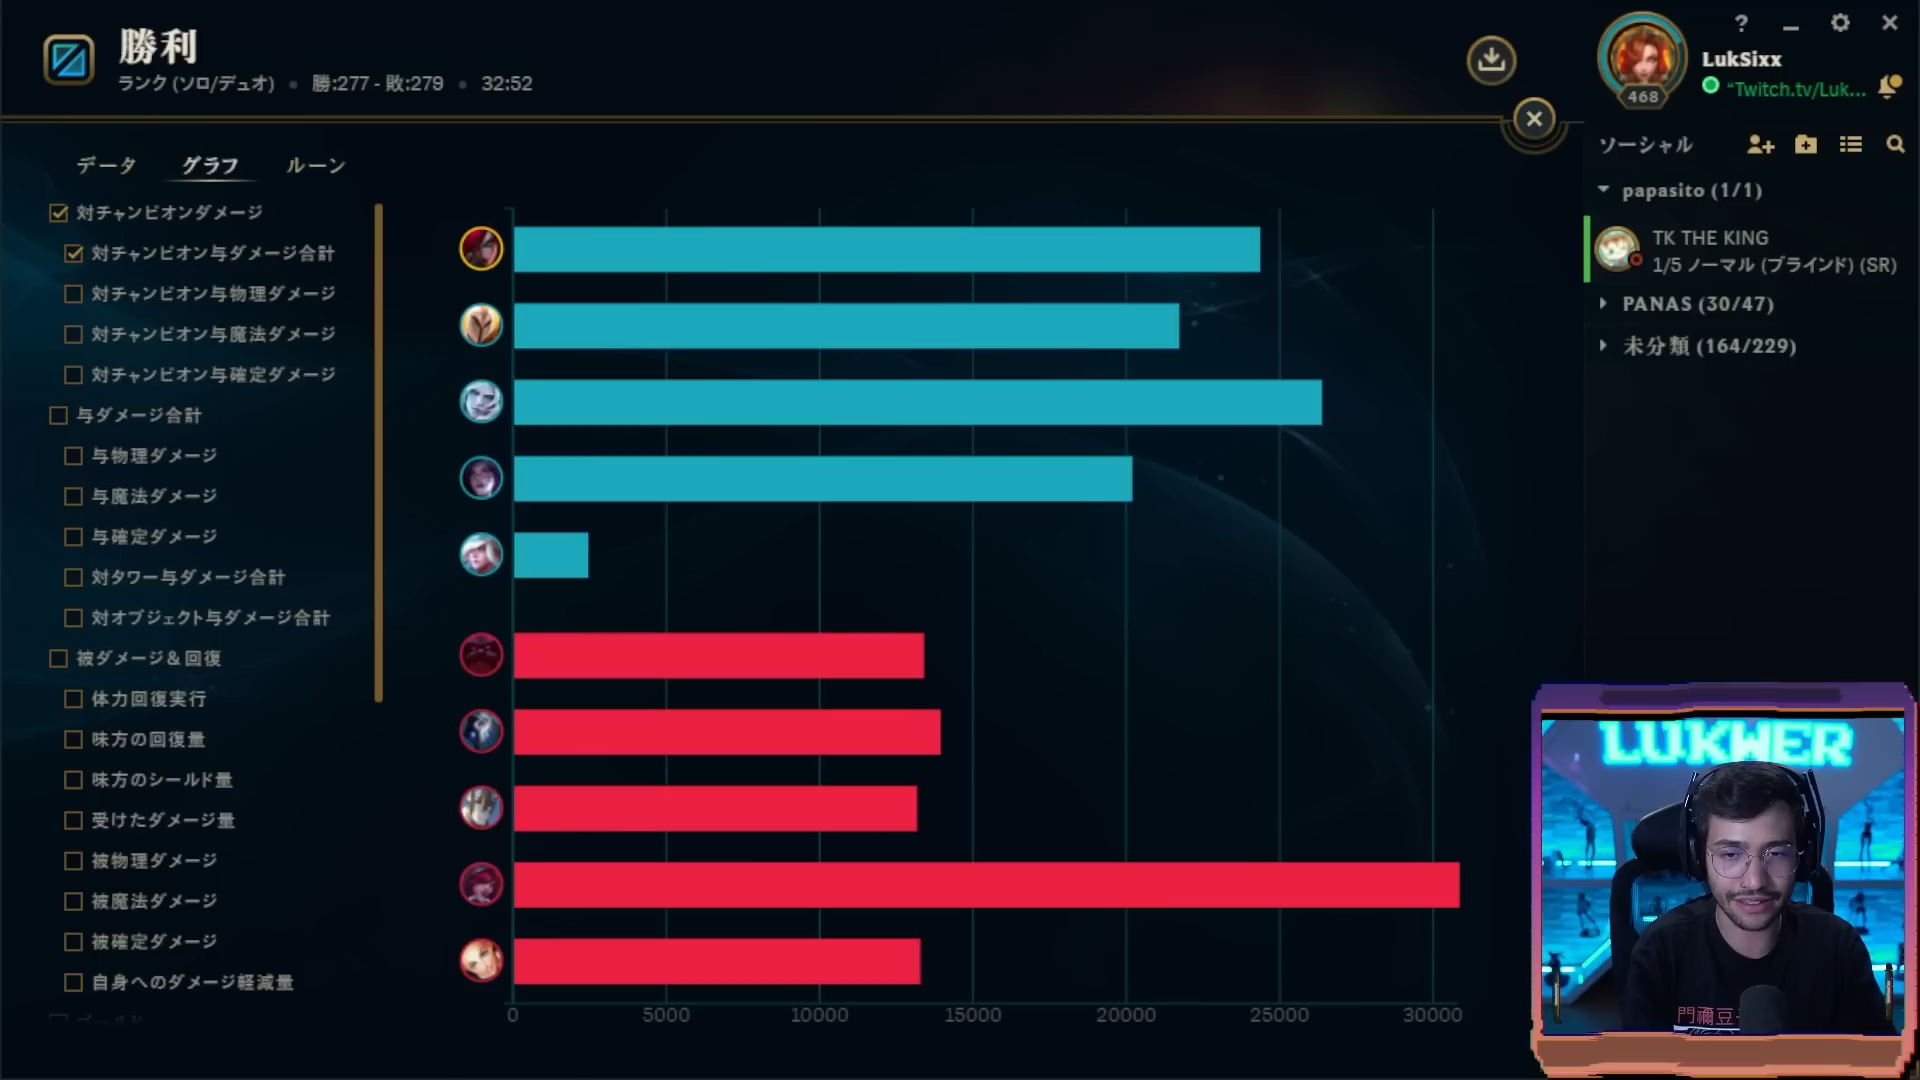 勝利
ランク (ソロ/デュオ) • 勝:277 - 敗:279 • 32:52
468
LukSixx
"Twitch.tv/Luk...
データ グラフ ルーン
対チャンピオンダメージ
対チャンピオン与ダメージ合計
対チャンピオン与物理ダメージ
対チャンピオン与魔法ダメージ
対チャンピオン与確定ダメージ
与ダメージ合計
与物理ダメージ
与魔法ダメージ
与確定ダメージ
対タワー与ダメージ合計
対オブジェクト与ダメージ合計
被ダメージ＆回復
体力回復実行
味方の回復量
味方のシールド量
受けたダメージ量
被物理ダメージ
被魔法ダメージ
被確定ダメージ
自身へのダメージ軽減量
0 5000 10000 15000 20000 25000 30000
ソーシャル
papasito (1/1)
TK THE KING
1/5 ノーマル (ブラインド) (SR)
PANAS (30/47)
未分類 (164/229)
LUKWER
門禰豆